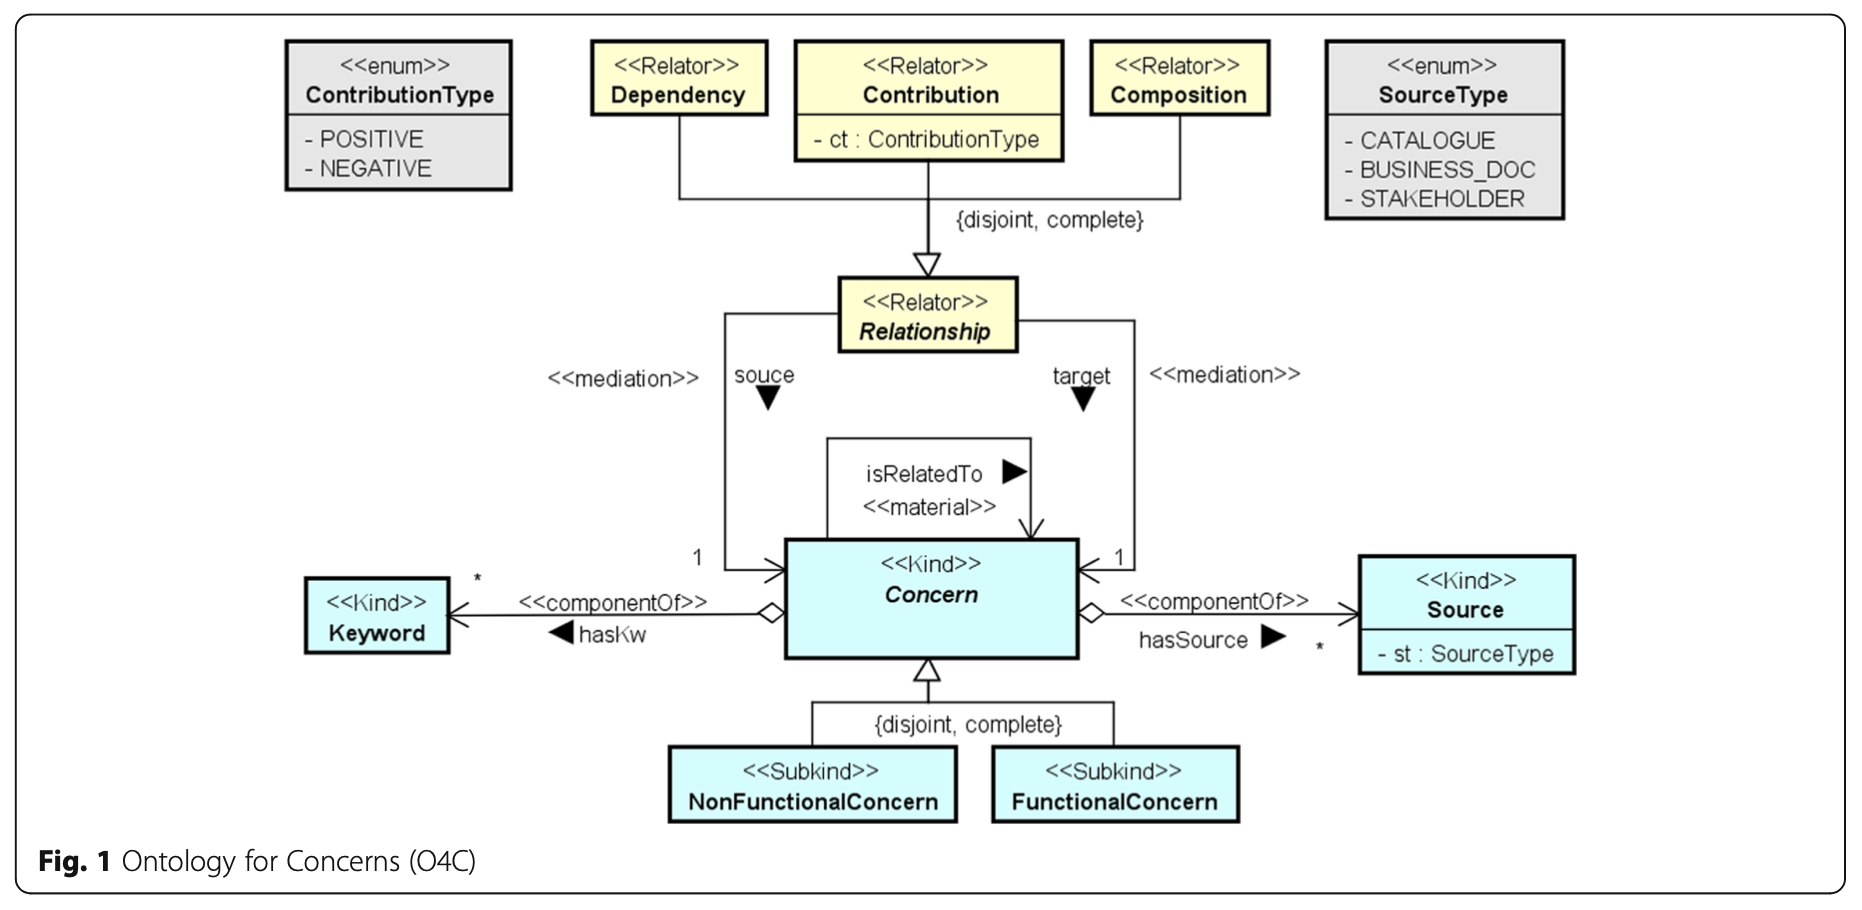 <<enum>>
ContributionType
- POSITIVE
- NEGATIVE
<<Relator>>
Dependency
<<Relator>>
Contribution
- ct : ContributionType
<<Relator>>
Composition
<<enum>>
SourceType
- CATALOGUE
- BUSINESS_DOC
- STAKEHOLDER
{disjoint, complete}
<<Relator>>
Relationship
<<mediation>>
souce
target
<<mediation>>
isRelatedTo
<<material>>
1
1
<<Kind>>
Concern
*
<<componentOf>>
hasKw
<<Kind>>
Keyword
<<componentOf>>
hasSource
*
<<Kind>>
Source
- st : SourceType
{disjoint, complete}
<<Subkind>>
NonFunctionalConcern
<<Subkind>>
FunctionalConcern
Fig. 1 Ontology for Concerns (O4C)